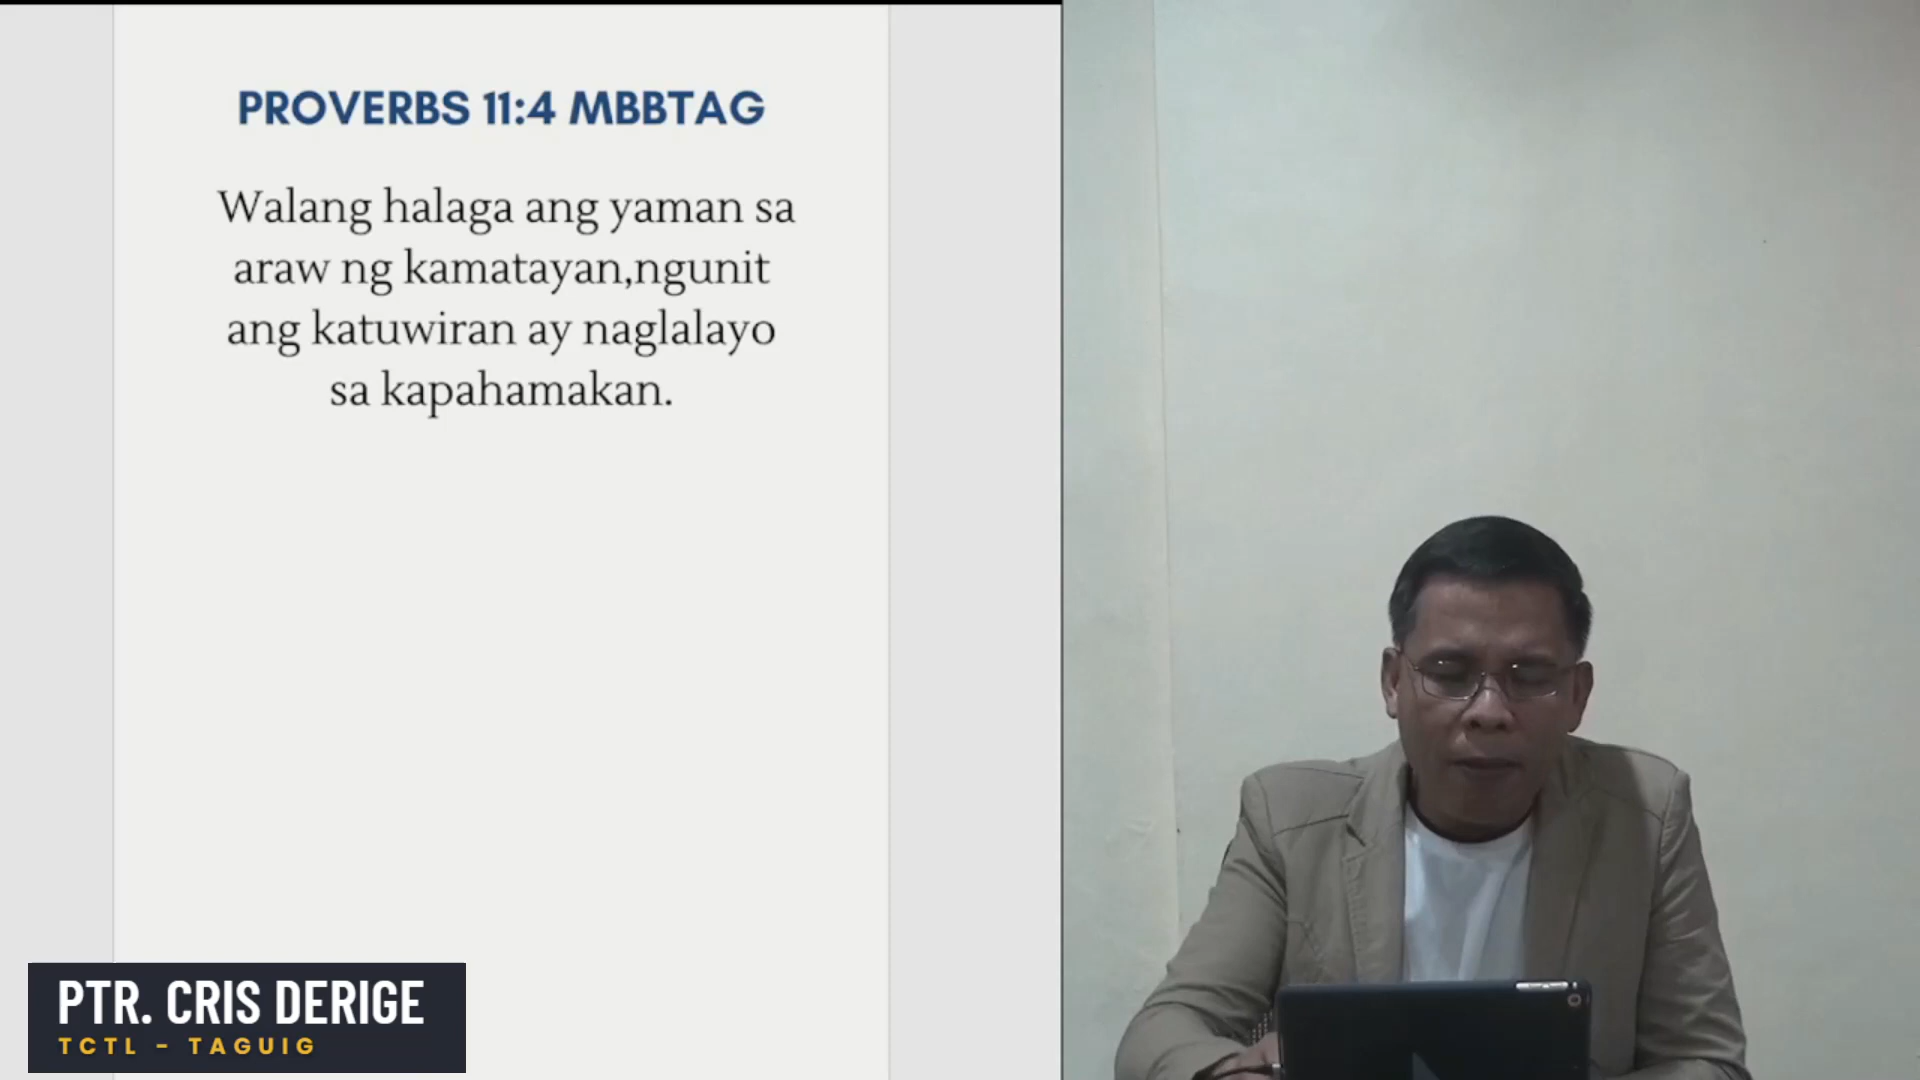 PROVERBS 11:4 MBBTAG
Walang halaga ang yaman sa
araw ng kamatayan,ngunit
ang katuwiran ay naglalayo
sa kapahamakan.
PTR. CRIS DERIGE
TCTL - TAGUIG